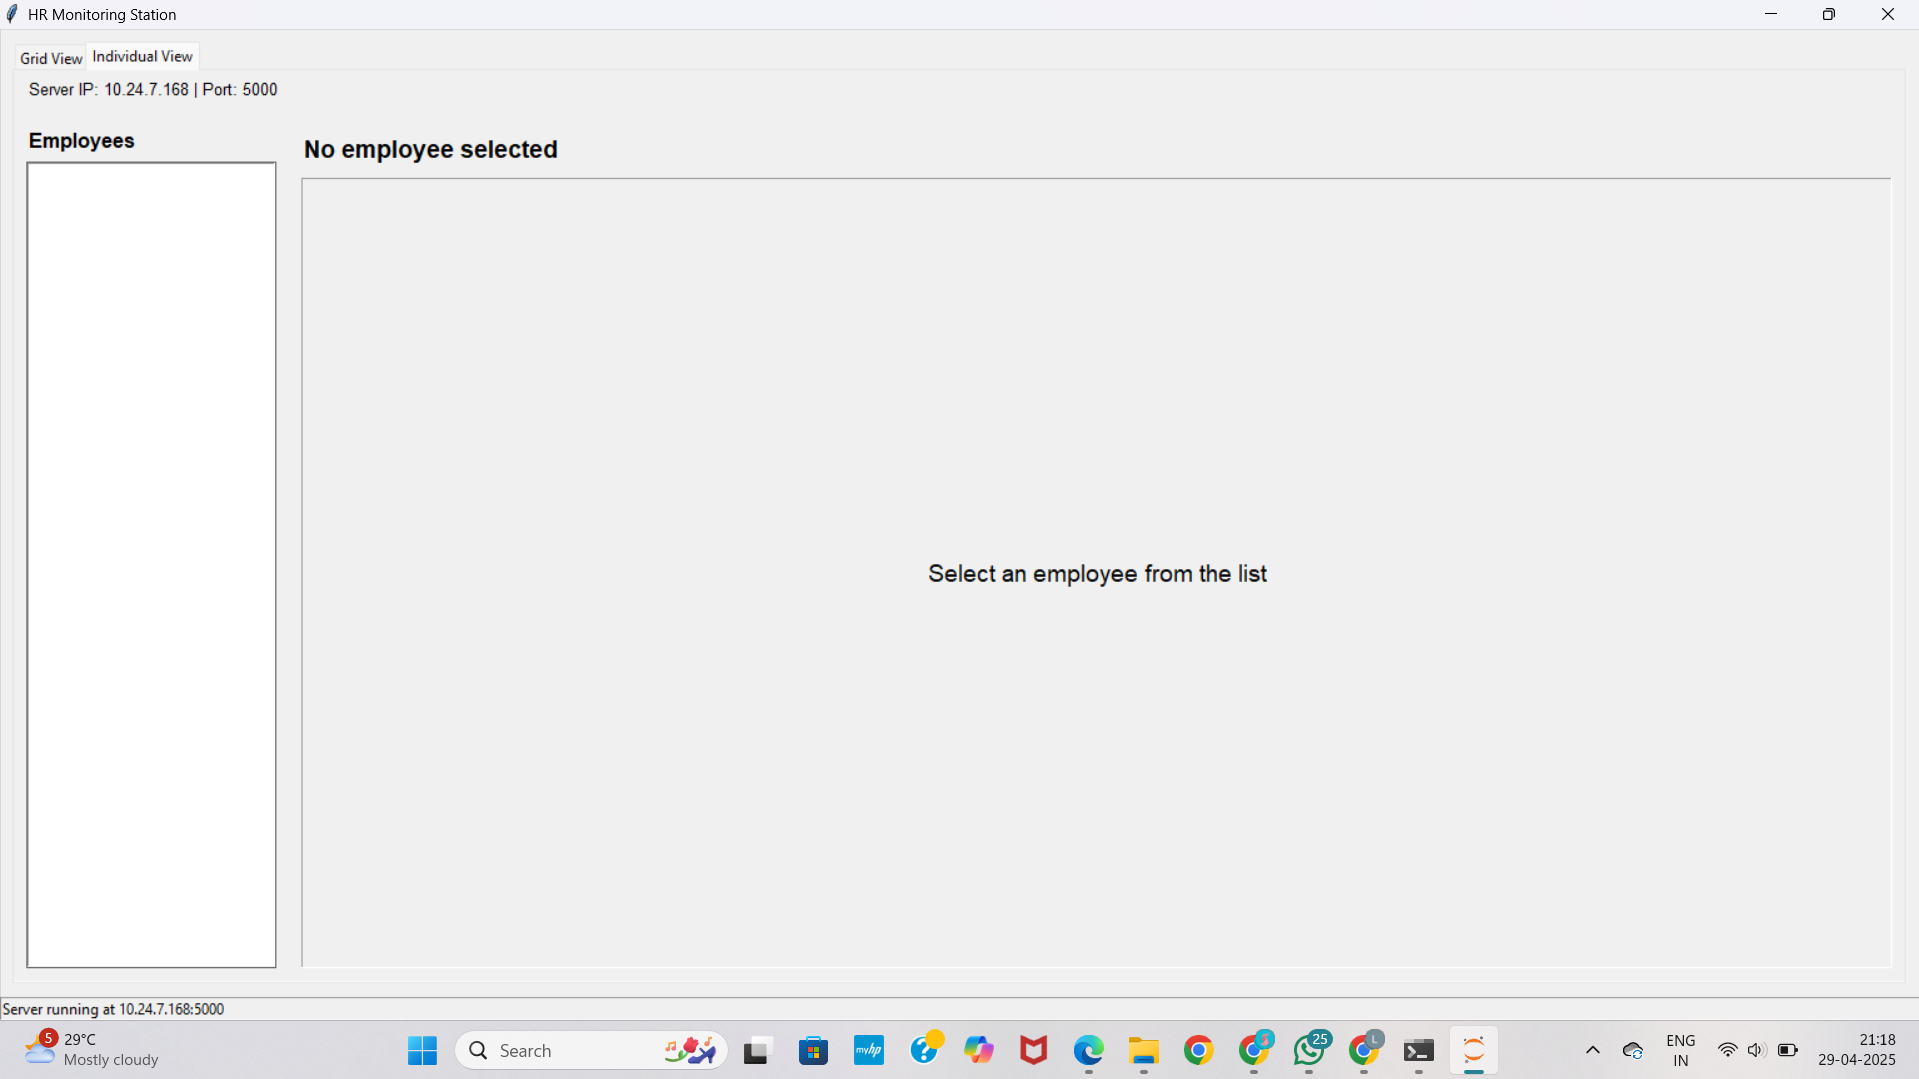 HR Monitoring Station
Grid View Individual View
Server IP: 10.24.7.168 | Port: 5000
Employees
No employee selected
Select an employee from the list
Server running at 10.24.7.168:5000
5
29°C
Mostly cloudy
Search
myhp
?
S
25
L
ENG
IN
21:18
29-04-2025